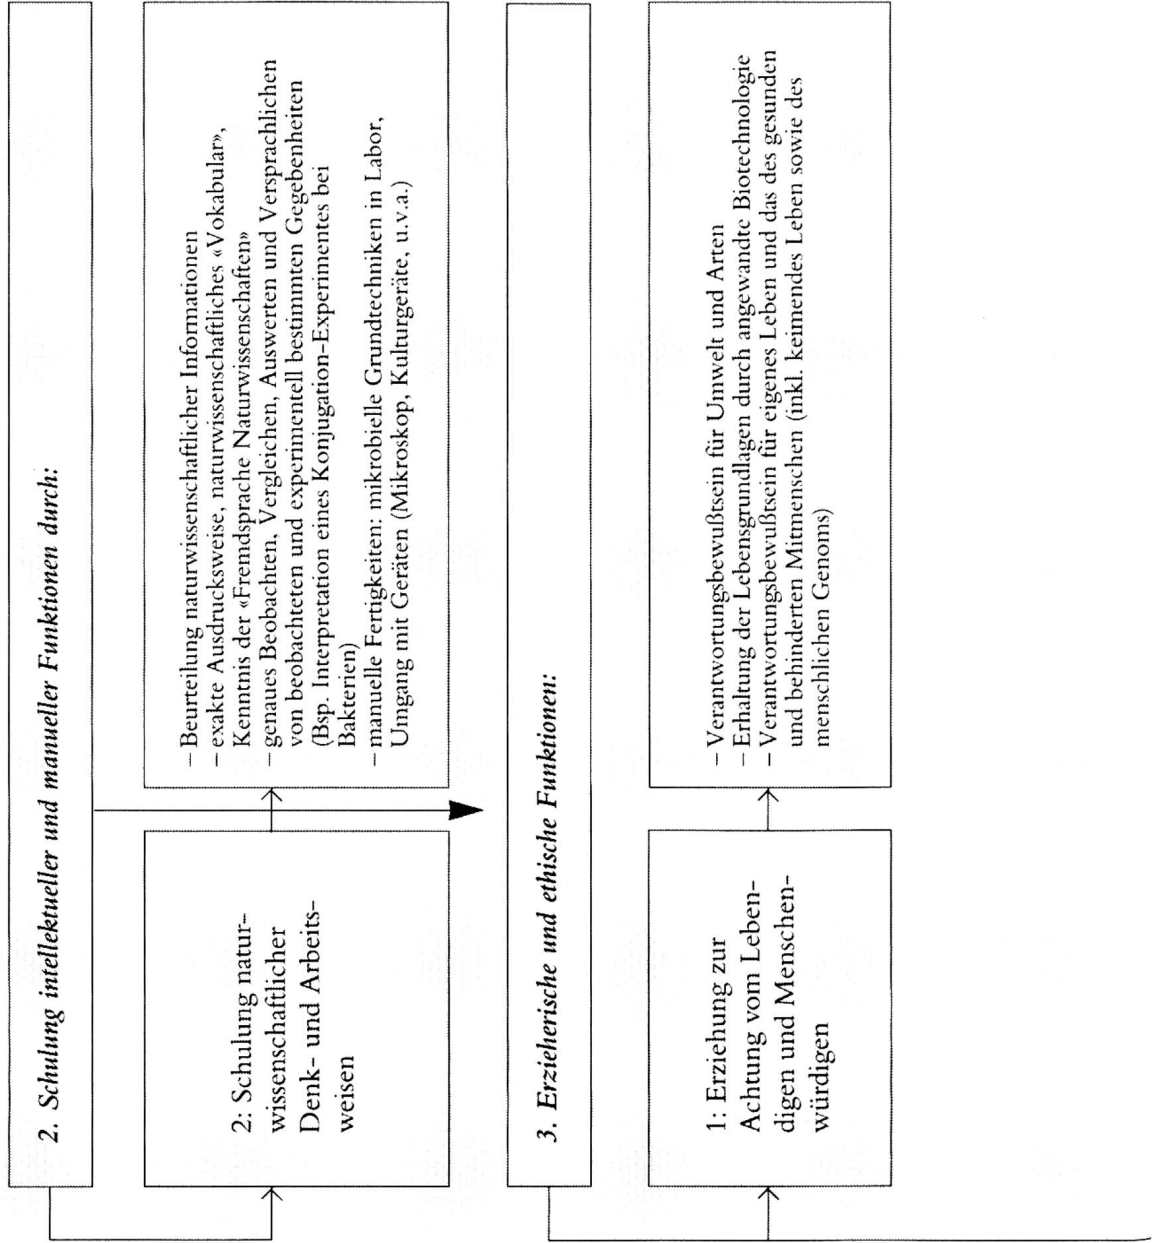 2. Schulung intellektueller und manueller Funktionen durch:
2: Schulung natur-
wissenschaftlicher
Denk- und Arbeits-
weisen
– Beurteilung naturwissenschaftlicher Informationen
– exakte Ausdrucksweise, naturwissenschaftliches «Vokabular»,
Kenntnis der «Fremdsprache Naturwissenschaften»
– genaues Beobachten, Vergleichen, Auswerten und Versprachlichen
von beobachteten und experimentell bestimmten Gegebenheiten
(Bsp. Interpretation eines Konjugation-Experimentes bei
Bakterien)
– manuelle Fertigkeiten: mikrobielle Grundtechniken in Labor,
Umgang mit Geräten (Mikroskop, Kulturgeräte, u.v.a.)
3. Erzieherische und ethische Funktionen:
1: Erziehung zur
Achtung vom Leben-
digen und Menschen-
würdigen
– Verantwortungsbewußtsein für Umwelt und Arten
– Erhaltung der Lebensgrundlagen durch angewandte Biotechnologie
– Verantwortungsbewußtsein für eigenes Leben und das des gesunden
und behinderten Mitmenschen (inkl. keimendes Leben sowie des
menschlichen Genoms)